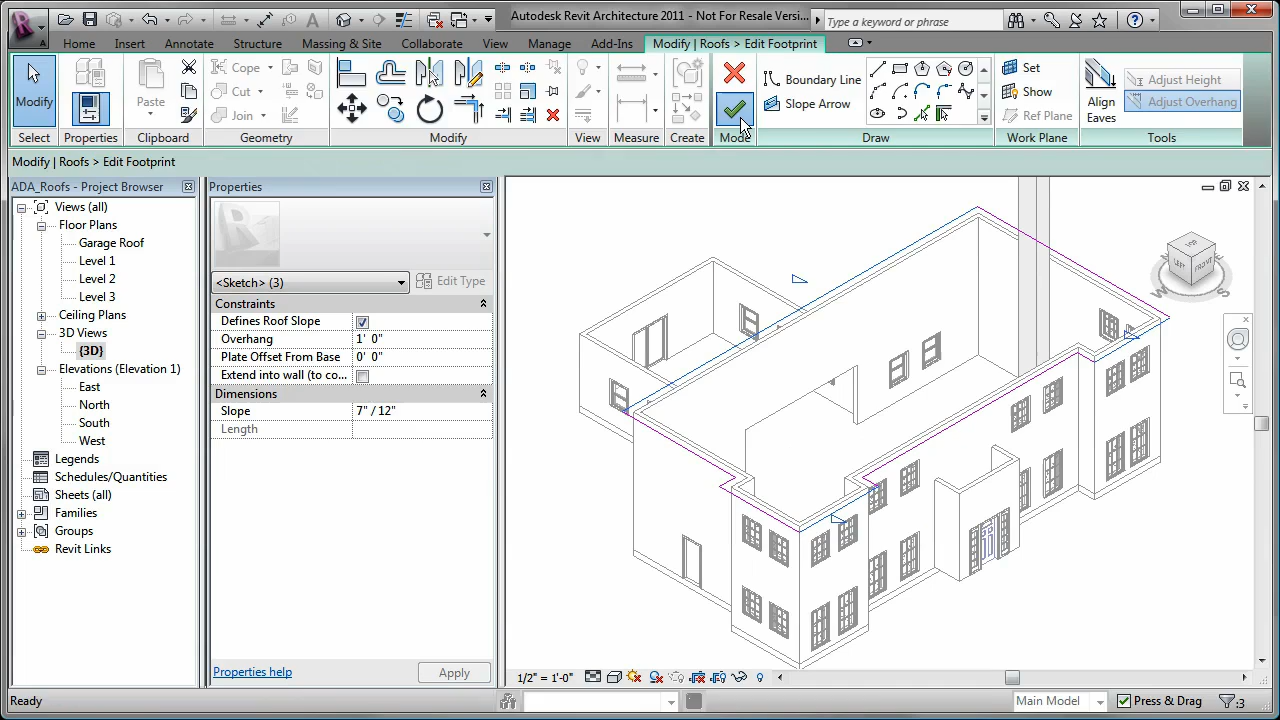 Autodesk Revit Architecture 2011 - Not For Resale Versi...
Type a keyword or phrase
Home Insert Annotate Structure Massing & Site Collaborate View Manage Add-Ins Modify | Roofs > Edit Footprint
Modify
Paste
Cope
Cut
Join
Boundary Line
Slope Arrow
Set
Show
Ref Plane
Align
Eaves
Adjust Height
Adjust Overhang
Select Properties Clipboard Geometry Modify View Measure Create Mode Draw Work Plane Tools
Modify | Roofs > Edit Footprint
ADA_Roofs - Project Browser
Views (all)
Floor Plans
Garage Roof
Level 1
Level 2
Level 3
Ceiling Plans
3D Views
{3D}
Elevations (Elevation 1)
East
North
South
West
Legends
Schedules/Quantities
Sheets (all)
Families
Groups
Revit Links
Properties
<Sketch> (3)
Edit Type
Constraints
Defines Roof Slope
Overhang 1' 0"
Plate Offset From Base 0' 0"
Extend into wall (to co...
Dimensions
Slope 7" / 12"
Length
Properties help
Apply
TOP
LEFT
FRONT
W
S
1/2" = 1'-0"
Ready
Main Model
Press & Drag
:3